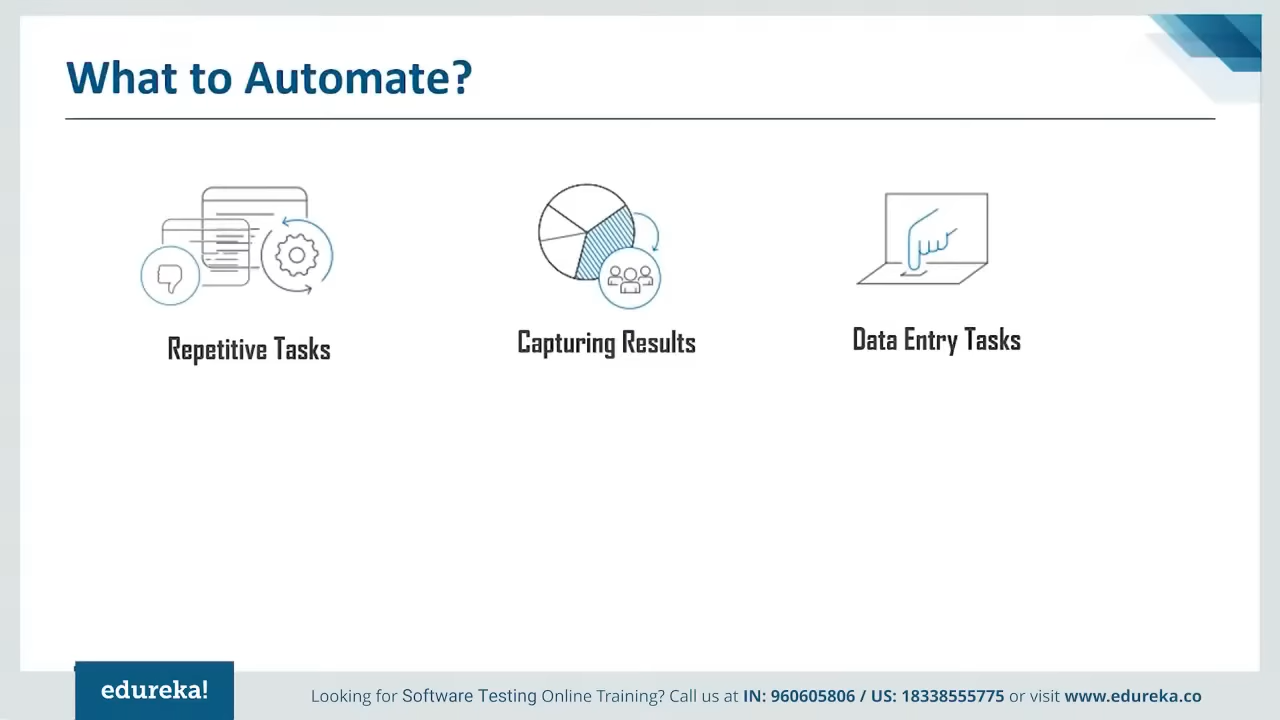 What to Automate?
Repetitive Tasks
Capturing Results
Data Entry Tasks
edureka!
Looking for Software Testing Online Training? Call us at IN: 960605806 / US: 18338555775 or visit www.edureka.co